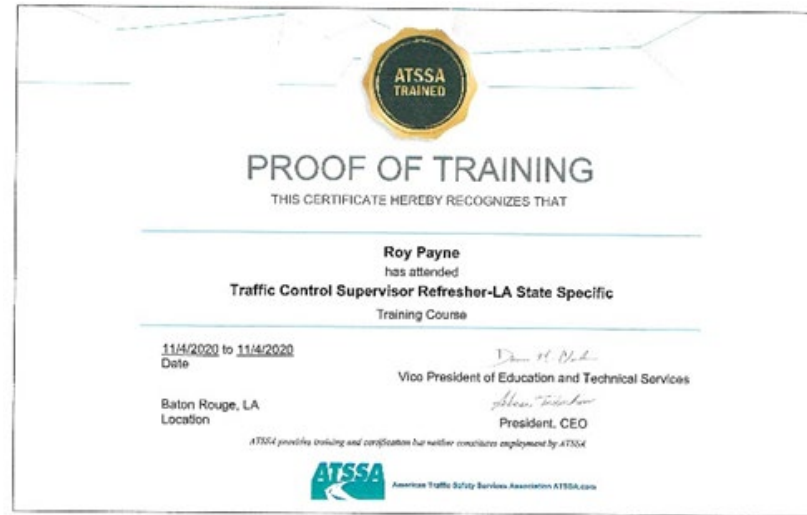 ATSSA
TRAINED
PROOF OF TRAINING
THIS CERTIFICATE HEREBY RECOGNIZES THAT
Roy Payne
has attended
Traffic Control Supervisor Refresher-LA State Specific
Training Course
11/4/2020 to 11/4/2020
Date
Vice President of Education and Technical Services
Baton Rouge, LA
Location
President, CEO
ATSSA provides training and certification but neither constitutes employment by ATSSA
ATSSA
American Traffic Safety Services Association ATSSA.com